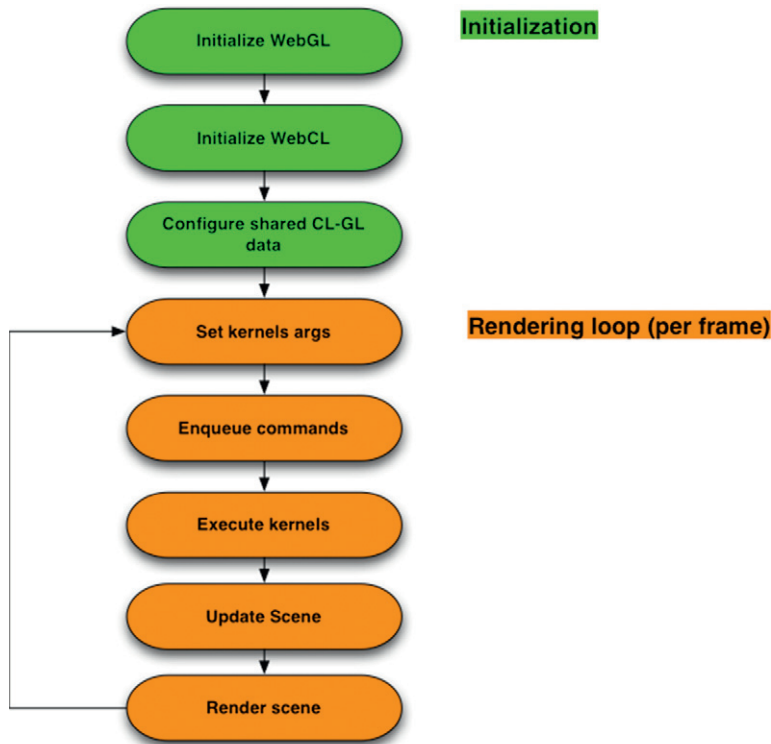 Initialize WebGL
Initialization
Initialize WebCL
Configure shared CL-GL
data
Set kernels args
Rendering loop (per frame)
Enqueue commands
Execute kernels
Update Scene
Render scene